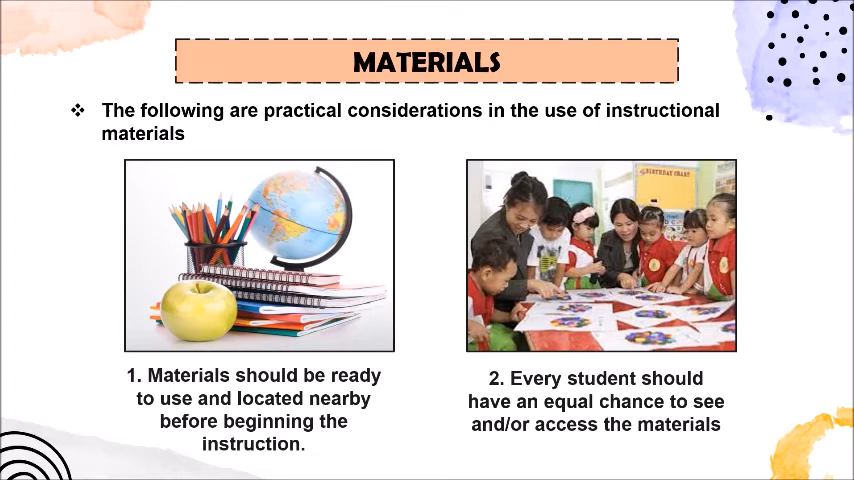 MATERIALS
❖ The following are practical considerations in the use of instructional
materials
BIRTHDAY CHART
1. Materials should be ready
to use and located nearby
before beginning the
instruction.
2. Every student should
have an equal chance to see
and/or access the materials